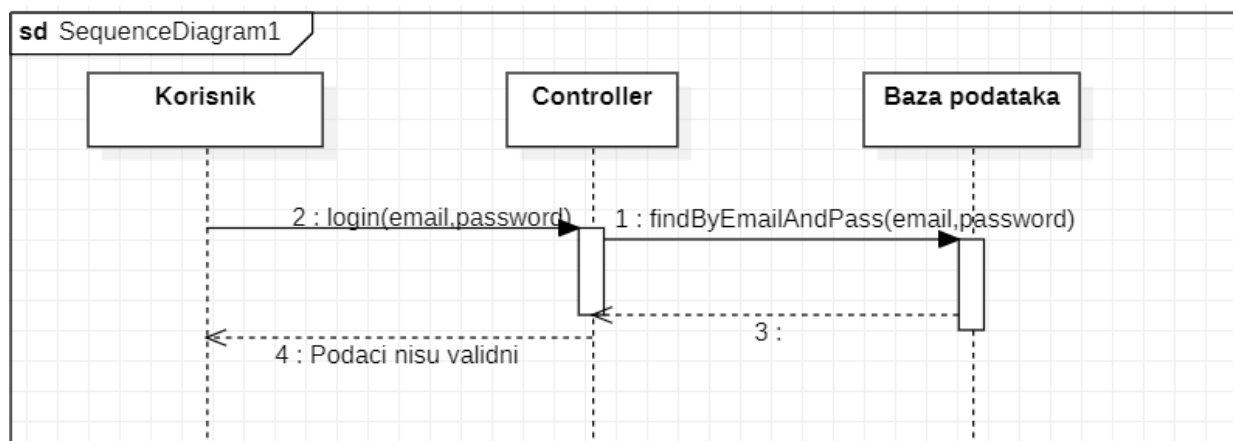 sd SequenceDiagram1
Korisnik
Controller
Baza podataka
2 : login(email,password)
1 : findByEmailAndPass(email,password)
3 :
4 : Podaci nisu validni